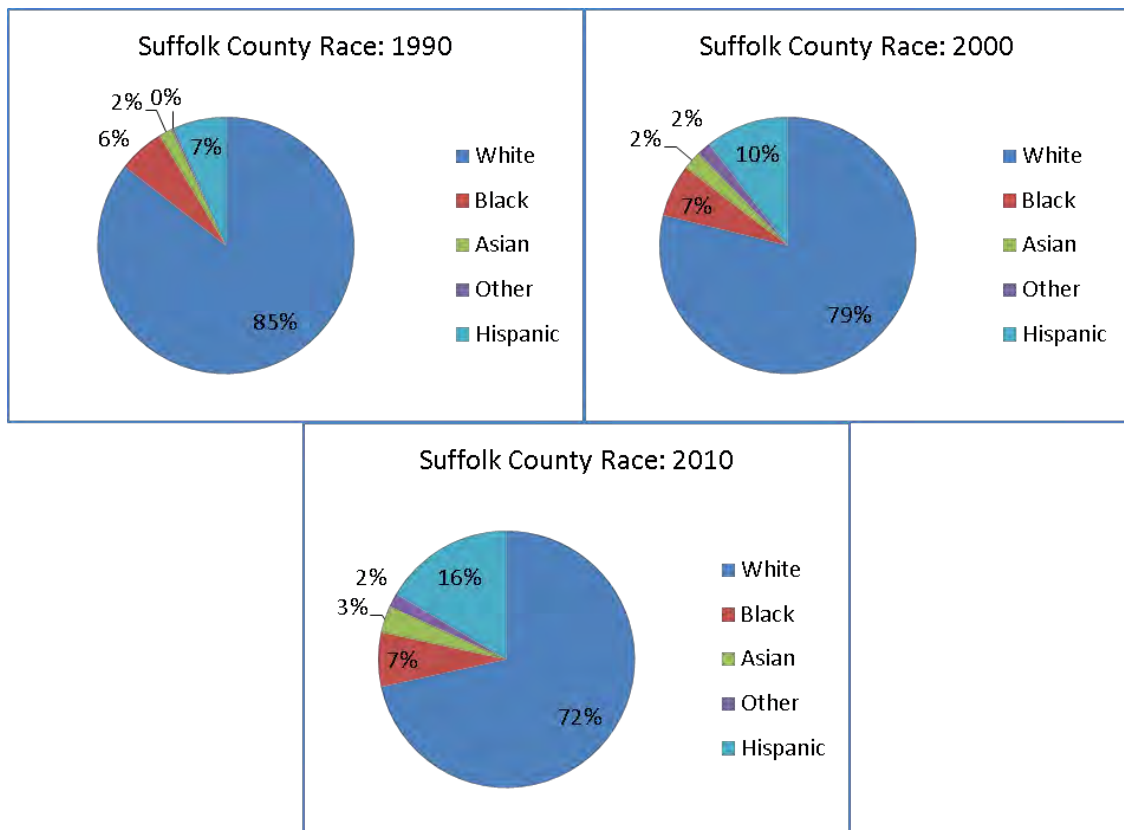 Suffolk County Race: 1990
2% 0%
6%
7%
85%
White
Black
Asian
Other
Hispanic
Suffolk County Race: 2000
2%
2%
10%
7%
79%
White
Black
Asian
Other
Hispanic
Suffolk County Race: 2010
2%
16%
3%
7%
72%
White
Black
Asian
Other
Hispanic